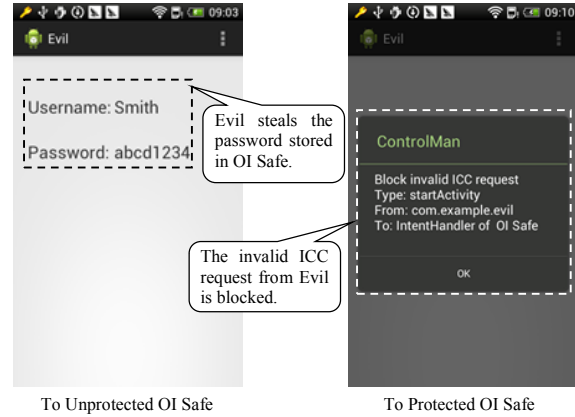 09:03
Evil
Username: Smith
Password: abcd1234
Evil steals the
password stored
in OI Safe.
The invalid ICC
request from Evil
is blocked.
To Unprotected OI Safe
09:10
Evil
ControlMan
Block invalid ICC request
Type: startActivity
From: com.example.evil
To: IntentHandler of OI Safe
OK
To Protected OI Safe